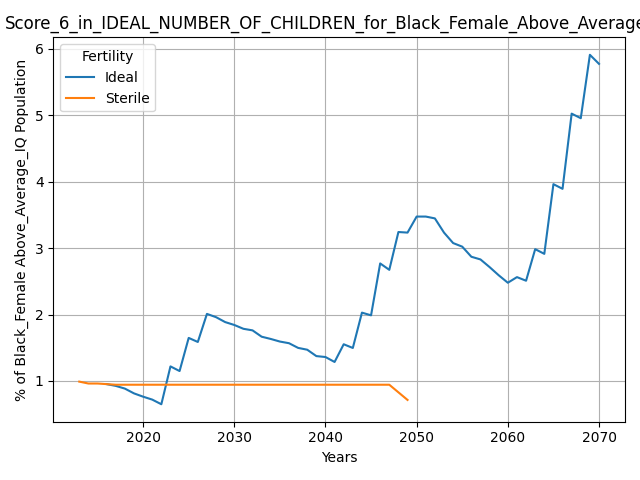 Score_6_in_IDEAL_NUMBER_OF_CHILDREN_for_Black_Female_Above_Average
Fertility
Ideal
Sterile
% of Black_Female Above_Average_IQ Population
6
5
4
3
2
1
2020 2030 2040 2050 2060 2070
Years